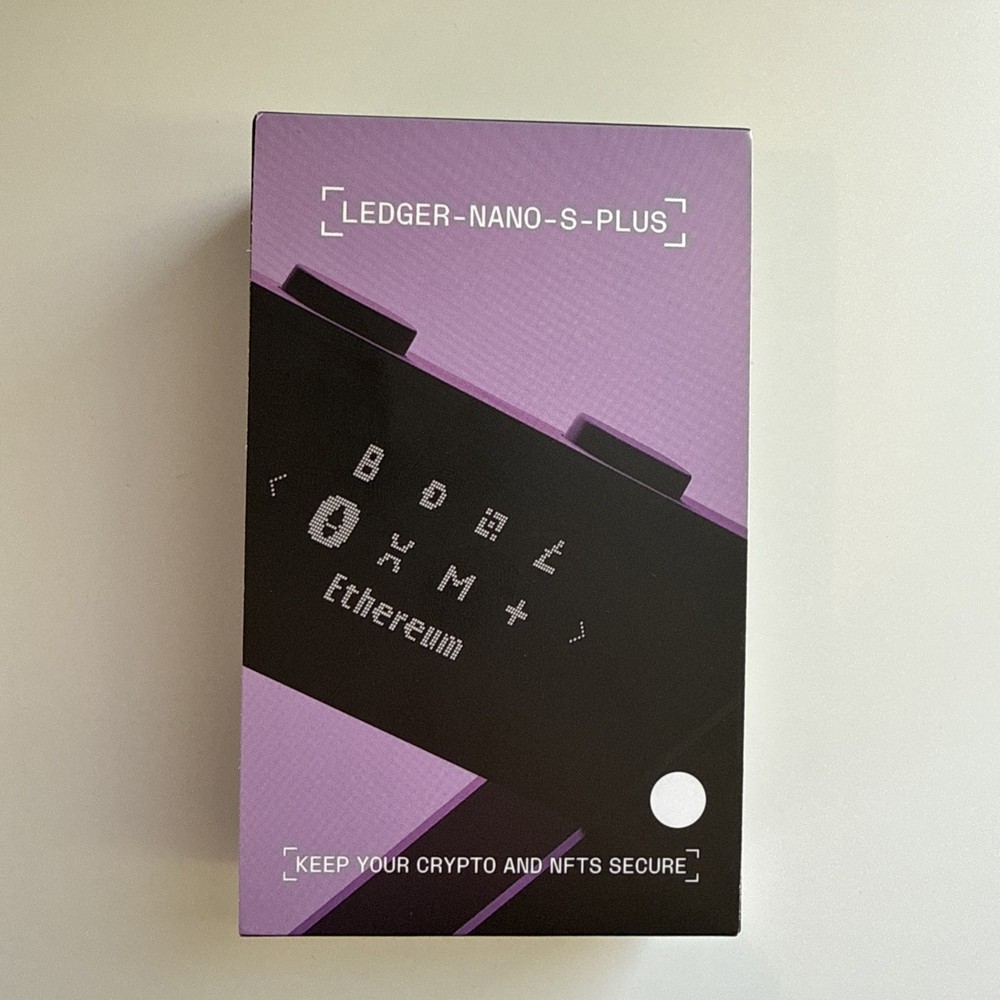 LEDGER-NANO-S-PLUS
B Đ Ł
X M +
Ethereum
KEEP YOUR CRYPTO AND NFTS SECURE